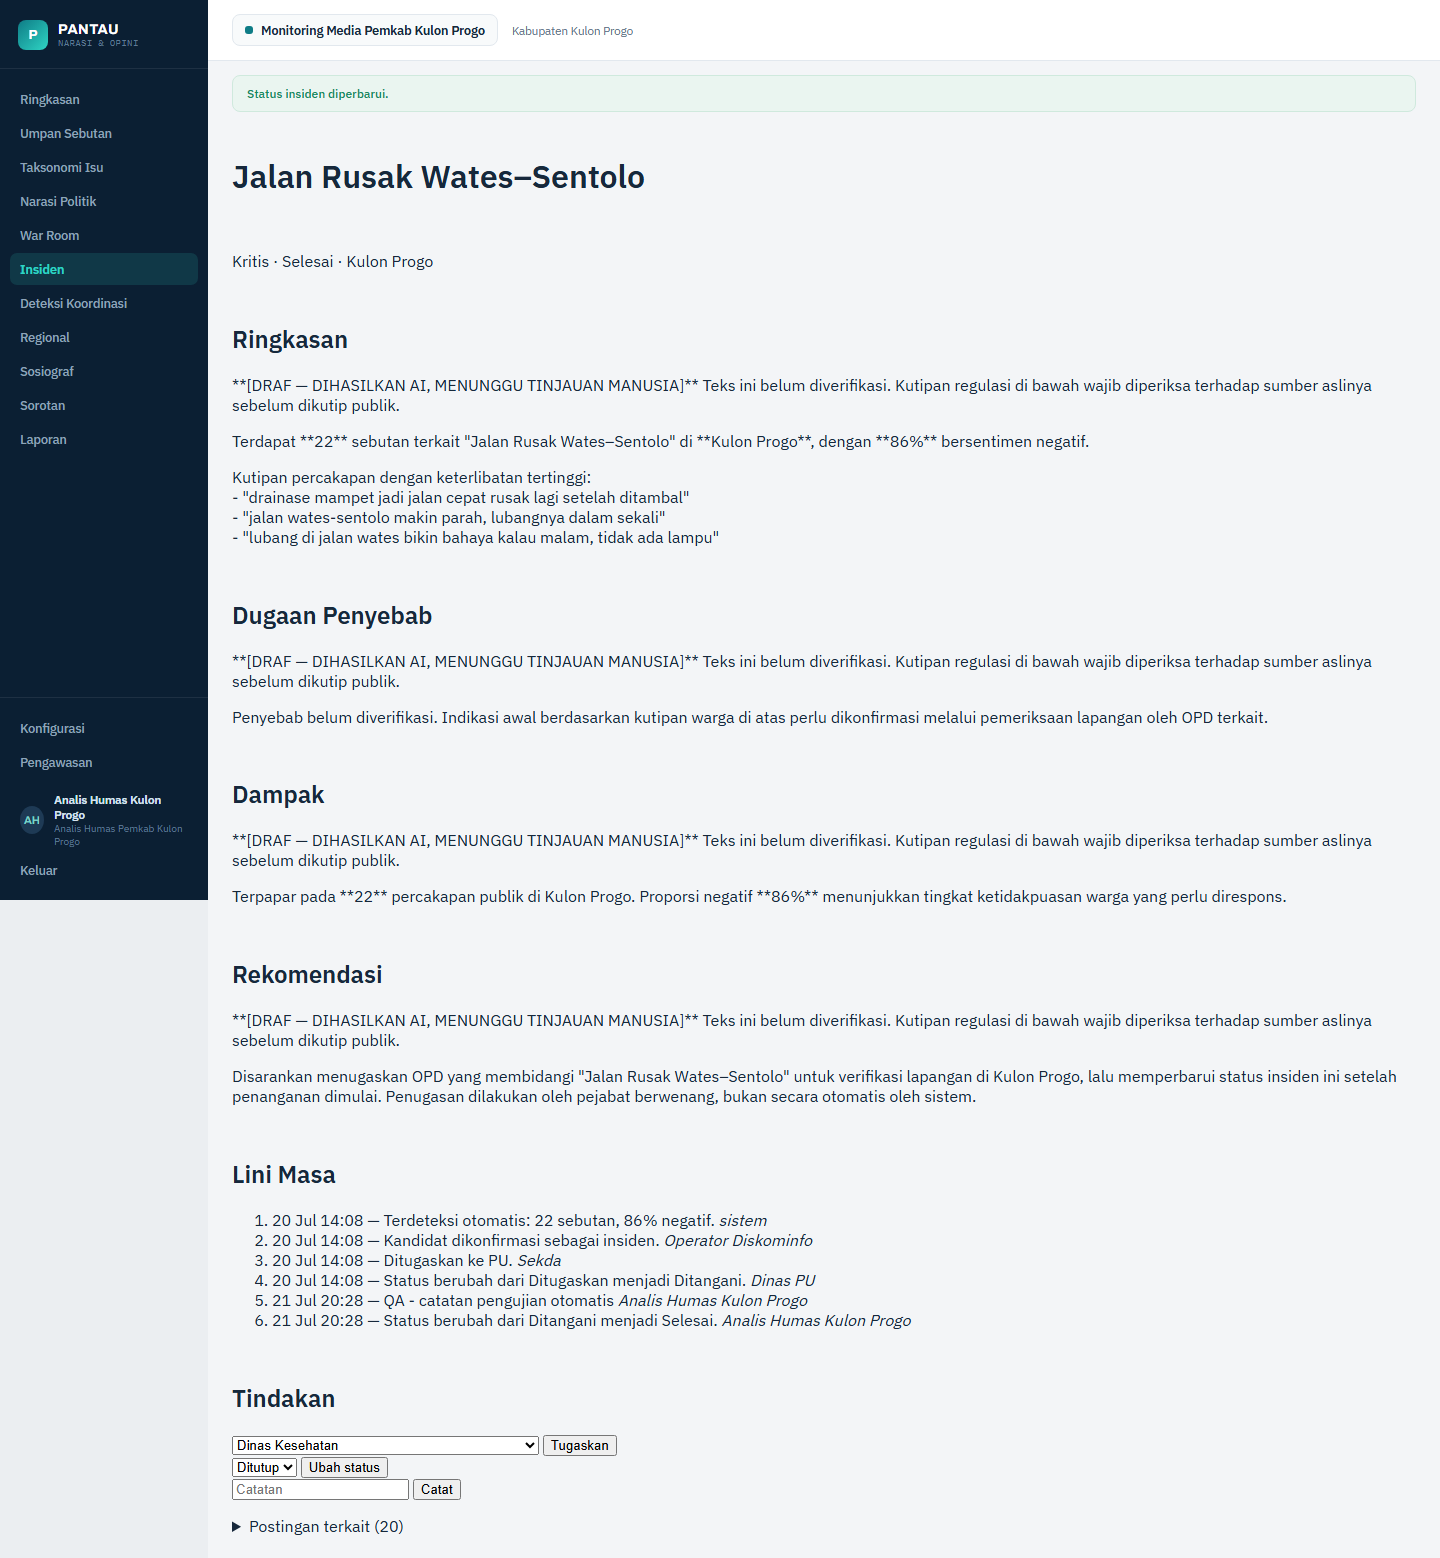 P
PANTAU
NARASI & OPINI
Ringkasan
Umpan Sebutan
Taksonomi Isu
Narasi Politik
War Room
Insiden
Deteksi Koordinasi
Regional
Sosiograf
Sorotan
Laporan
Konfigurasi
Pengawasan
AH
Analis Humas Kulon
Progo
Analis Humas Pemkab Kulon
Progo
Keluar
Monitoring Media Pemkab Kulon Progo
Kabupaten Kulon Progo
Status insiden diperbarui.
Jalan Rusak Wates–Sentolo
Kritis · Selesai · Kulon Progo
Ringkasan
**[DRAF — DIHASILKAN AI, MENUNGGU TINJAUAN MANUSIA]** Teks ini belum diverifikasi. Kutipan regulasi di bawah wajib diperiksa terhadap sumber aslinya
sebelum dikutip publik.
Terdapat **22** sebutan terkait "Jalan Rusak Wates–Sentolo" di **Kulon Progo**, dengan **86%** bersentimen negatif.
Kutipan percakapan dengan keterlibatan tertinggi:
- "drainase mampet jadi jalan cepat rusak lagi setelah ditambal"
- "jalan wates-sentolo makin parah, lubangnya dalam sekali"
- "lubang di jalan wates bikin bahaya kalau malam, tidak ada lampu"
Dugaan Penyebab
**[DRAF — DIHASILKAN AI, MENUNGGU TINJAUAN MANUSIA]** Teks ini belum diverifikasi. Kutipan regulasi di bawah wajib diperiksa terhadap sumber aslinya
sebelum dikutip publik.
Penyebab belum diverifikasi. Indikasi awal berdasarkan kutipan warga di atas perlu dikonfirmasi melalui pemeriksaan lapangan oleh OPD terkait.
Dampak
**[DRAF — DIHASILKAN AI, MENUNGGU TINJAUAN MANUSIA]** Teks ini belum diverifikasi. Kutipan regulasi di bawah wajib diperiksa terhadap sumber aslinya
sebelum dikutip publik.
Terpapar pada **22** percakapan publik di Kulon Progo. Proporsi negatif **86%** menunjukkan tingkat ketidakpuasan warga yang perlu direspons.
Rekomendasi
**[DRAF — DIHASILKAN AI, MENUNGGU TINJAUAN MANUSIA]** Teks ini belum diverifikasi. Kutipan regulasi di bawah wajib diperiksa terhadap sumber aslinya
sebelum dikutip publik.
Disarankan menugaskan OPD yang membidangi "Jalan Rusak Wates–Sentolo" untuk verifikasi lapangan di Kulon Progo, lalu memperbarui status insiden ini setelah
penanganan dimulai. Penugasan dilakukan oleh pejabat berwenang, bukan secara otomatis oleh sistem.
Lini Masa
1. 20 Jul 14:08 — Terdeteksi otomatis: 22 sebutan, 86% negatif. sistem
2. 20 Jul 14:08 — Kandidat dikonfirmasi sebagai insiden. Operator Diskominfo
3. 20 Jul 14:08 — Ditugaskan ke PU. Sekda
4. 20 Jul 14:08 — Status berubah dari Ditugaskan menjadi Ditangani. Dinas PU
5. 21 Jul 20:28 — QA - catatan pengujian otomatis Analis Humas Kulon Progo
6. 21 Jul 20:28 — Status berubah dari Ditangani menjadi Selesai. Analis Humas Kulon Progo
Tindakan
Dinas Kesehatan Tugaskan
Ditutup Ubah status
Catatan Catat
Postingan terkait (20)